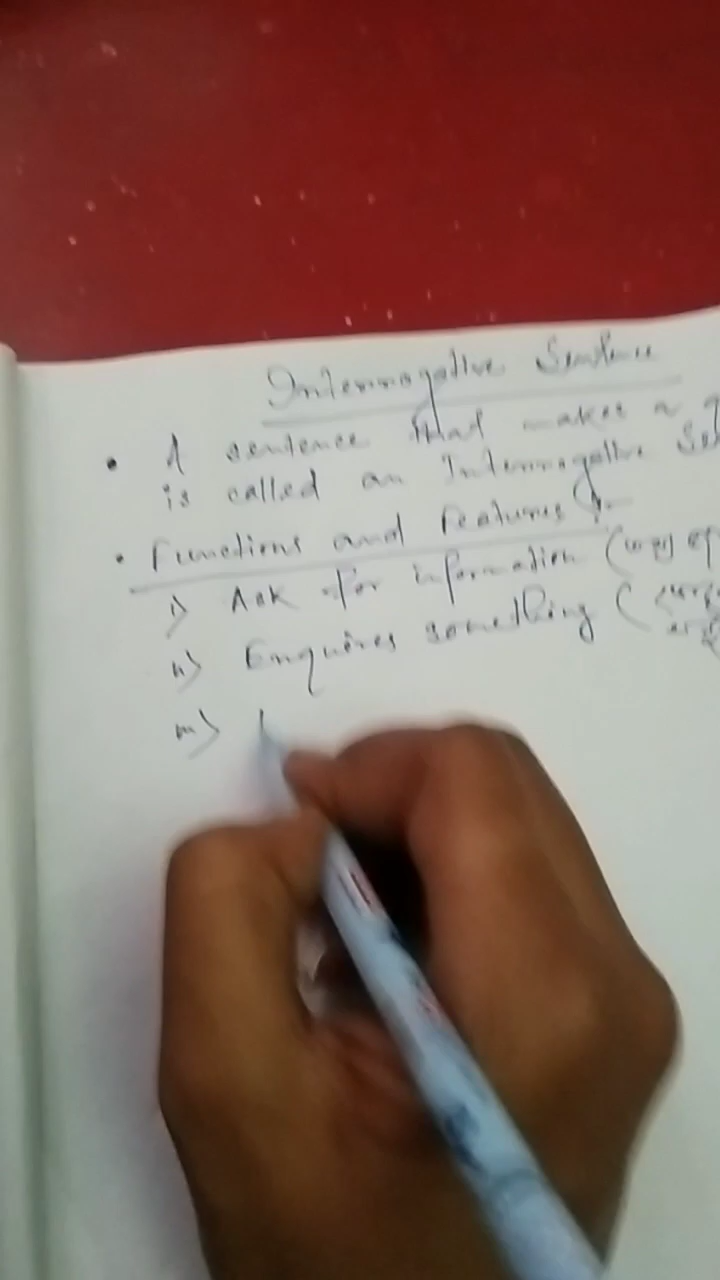 Interrogative Sentence
• A sentence that makes a
is called an Interrogative
• Functions and features :-
i) Ask for information (
ii) Enquires something (
iii)